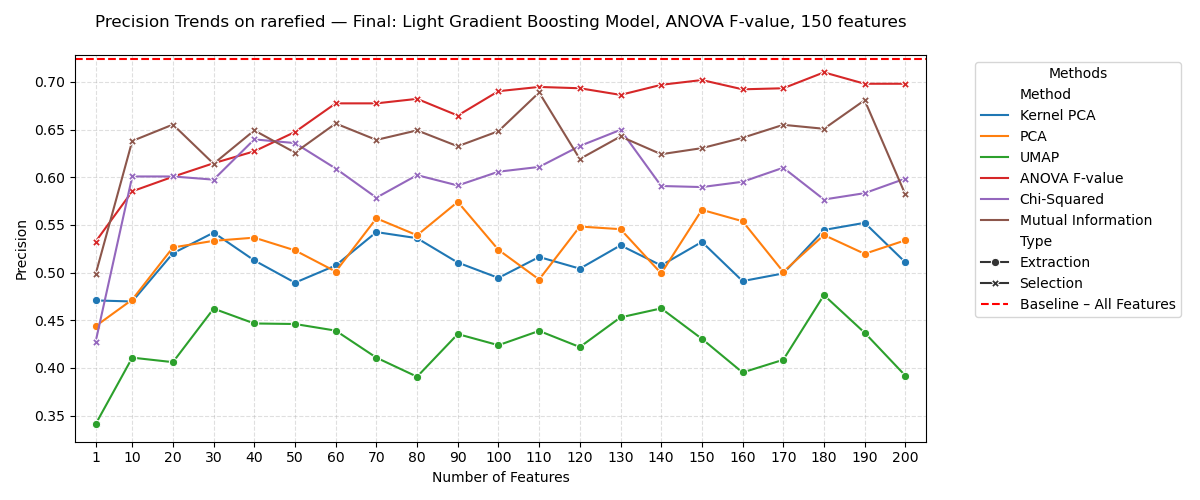 Precision Trends on rarefied — Final: Light Gradient Boosting Model, ANOVA F-value, 150 features
Precision
0.70
0.65
0.60
0.55
0.50
0.45
0.40
0.35
1 10 20 30 40 50 60 70 80 90 100 110 120 130 140 150 160 170 180 190 200
Number of Features
Methods
Method
Kernel PCA
PCA
UMAP
ANOVA F-value
Chi-Squared
Mutual Information
Type
Extraction
Selection
Baseline – All Features